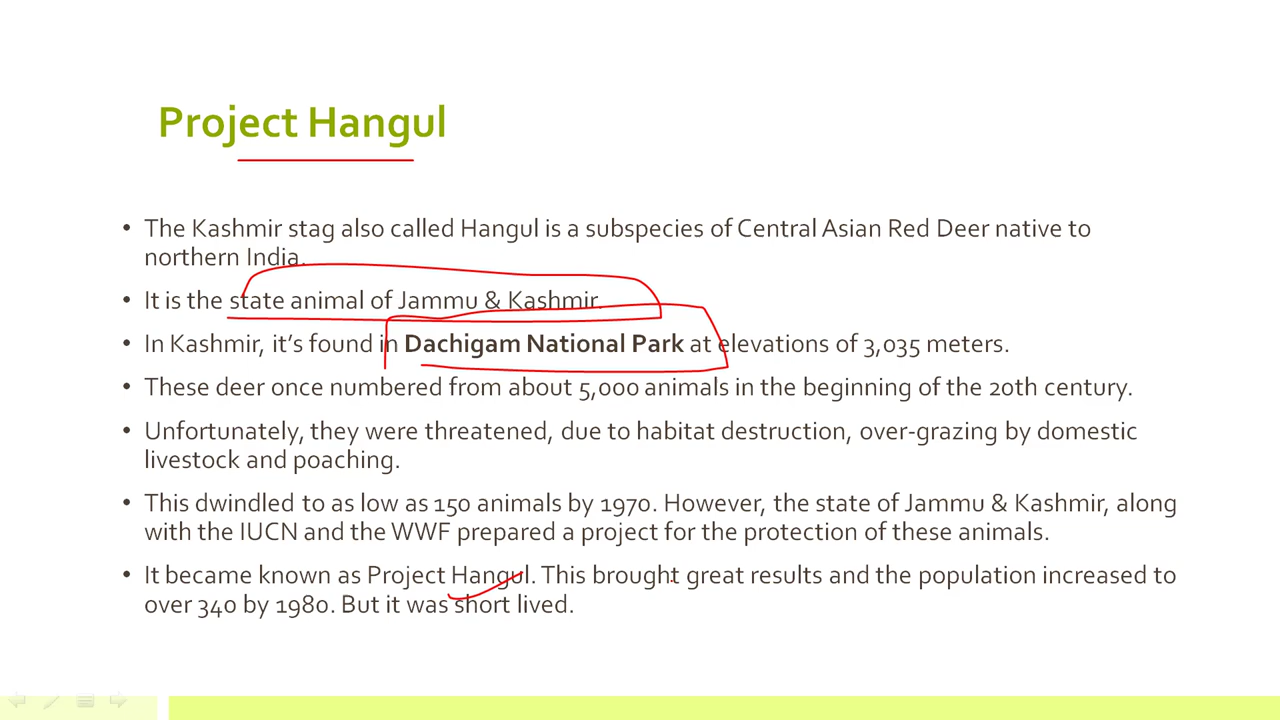 Project Hangul
• The Kashmir stag also called Hangul is a subspecies of Central Asian Red Deer native to
northern India.
• It is the state animal of Jammu & Kashmir.
• In Kashmir, it's found in Dachigam National Park at elevations of 3,035 meters.
• These deer once numbered from about 5,000 animals in the beginning of the 20th century.
• Unfortunately, they were threatened, due to habitat destruction, over-grazing by domestic
livestock and poaching.
• This dwindled to as low as 150 animals by 1970. However, the state of Jammu & Kashmir, along
with the IUCN and the WWF prepared a project for the protection of these animals.
• It became known as Project Hangul. This brought great results and the population increased to
over 340 by 1980. But it was short lived.